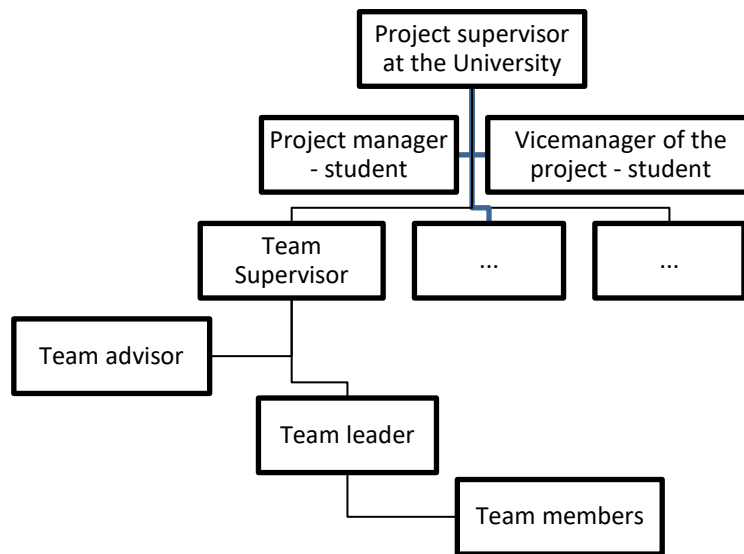 Project supervisor
at the University
Project manager
- student
Vicemanager of the
project - student
Team
Supervisor
...
...
Team advisor
Team leader
Team members